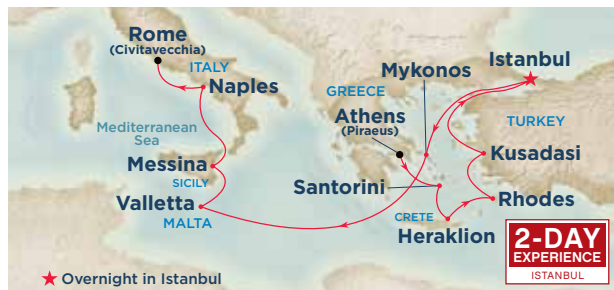 Rome
(Civitavecchia)
ITALY
Naples
Mykonos
Istanbul
GREECE
Athens
(Piraeus)
TURKEY
Mediterranean
Sea
Messina
Kusadasi
SICILY
Santorini
Valletta
Rhodes
MALTA
CRETE
Heraklion
2-DAY
EXPERIENCE
ISTANBUL
Overnight in Istanbul